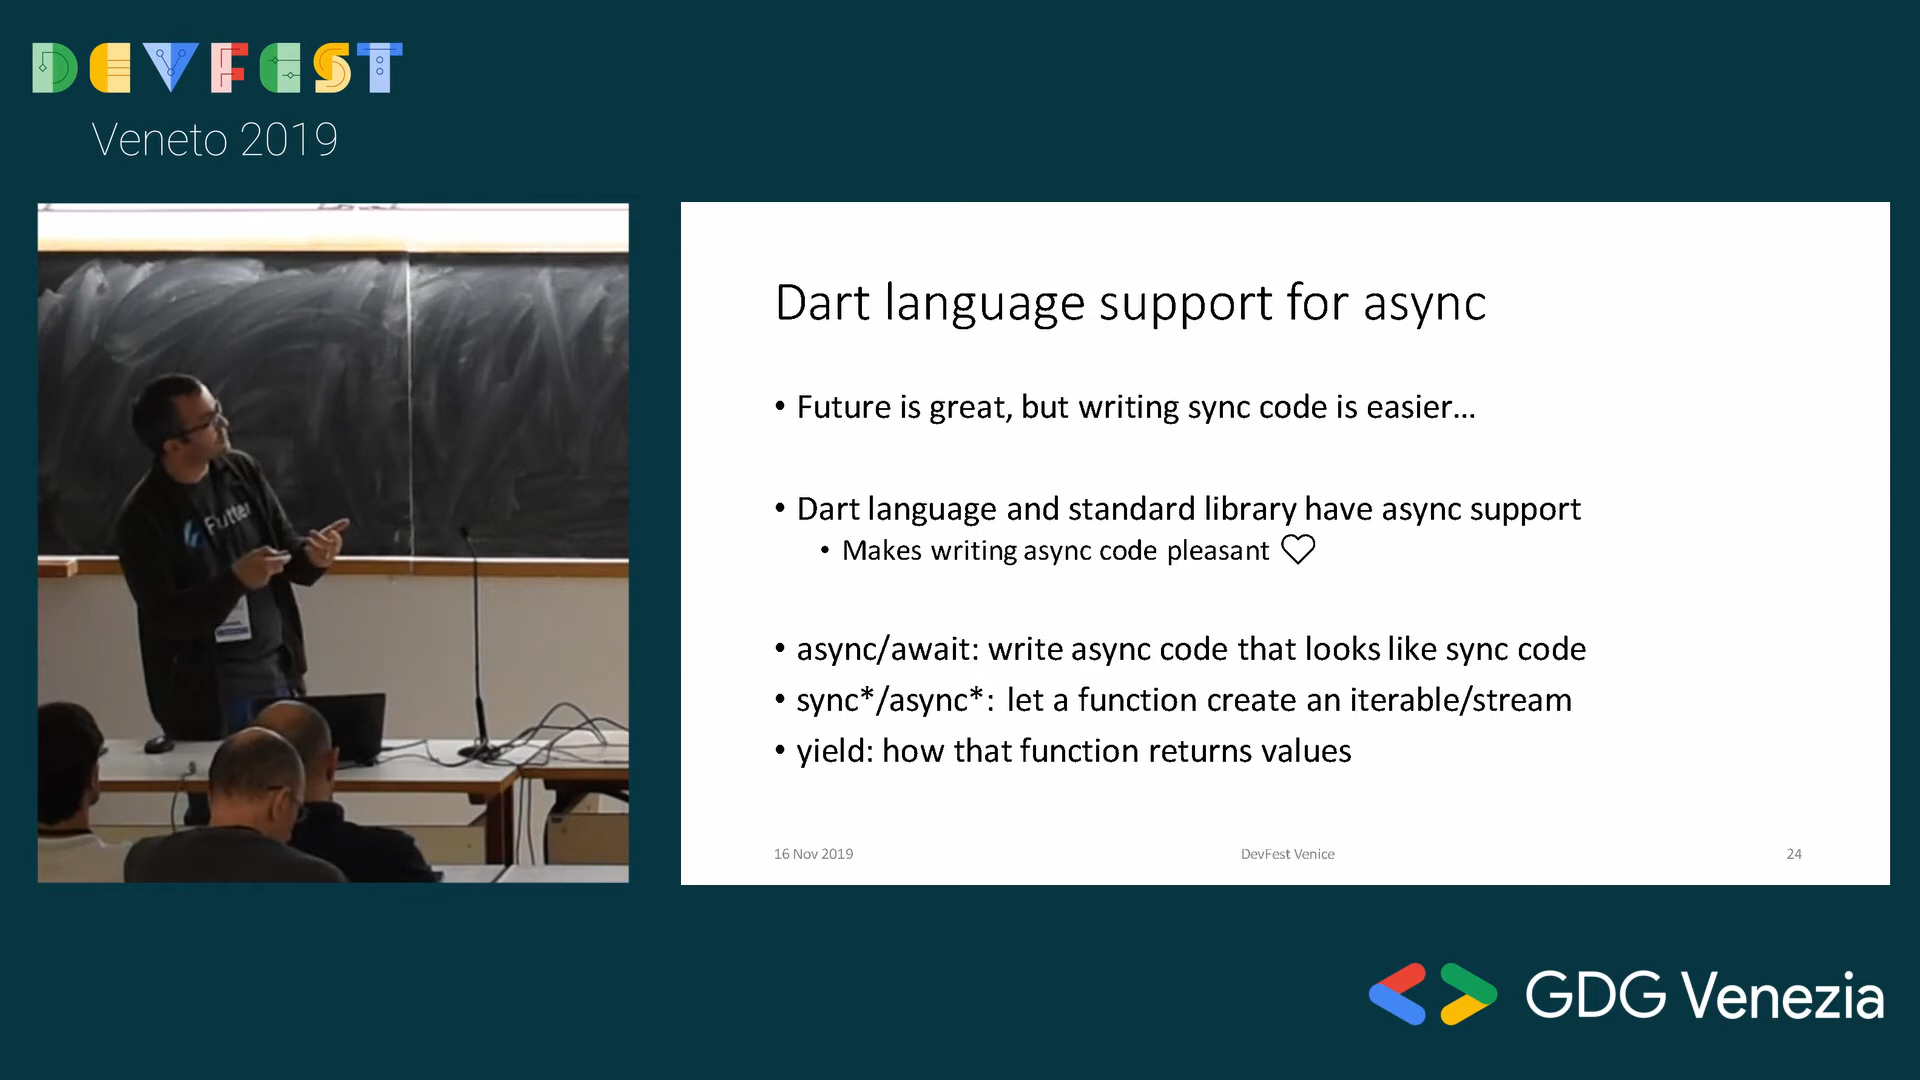 DEVFEST
Veneto 2019
Flutter
Dart language support for async
• Future is great, but writing sync code is easier...
• Dart language and standard library have async support
• Makes writing async code pleasant ♡
• async/await: write async code that looks like sync code
• sync*/async*: let a function create an iterable/stream
• yield: how that function returns values
16 Nov 2019
DevFest Venice
24
GDG Venezia